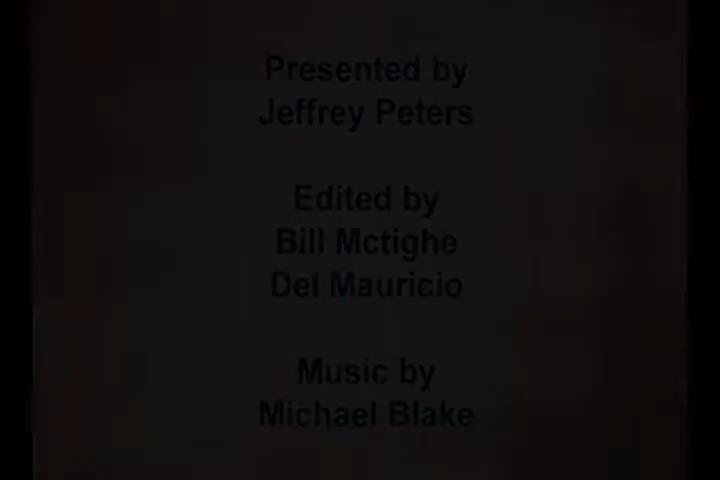 Presented by
Jeffrey Peters
Edited by
Bill Mctighe
Del Mauricio
Music by
Michael Blake